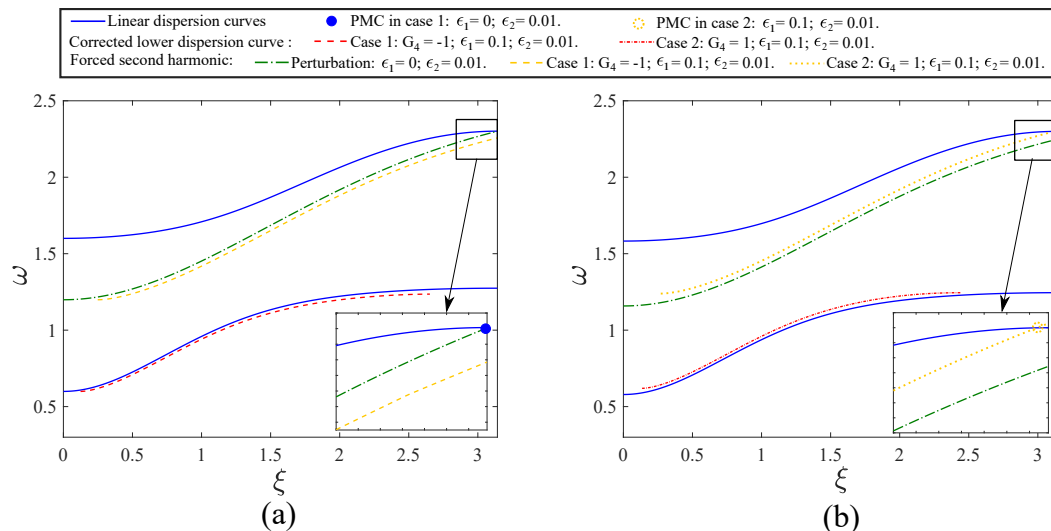 Linear dispersion curves PMC in case 1: ϵ₁= 0; ϵ₂= 0.01. PMC in case 2: ϵ₁= 0.1; ϵ₂= 0.01.
Corrected lower dispersion curve : Case 1: G₄ = -1; ϵ₁= 0.1; ϵ₂= 0.01. Case 2: G₄ = 1; ϵ₁= 0.1; ϵ₂= 0.01.
Forced second harmonic: Perturbation: ϵ₁= 0; ϵ₂= 0.01. Case 1: G₄ = -1; ϵ₁= 0.1; ϵ₂= 0.01. Case 2: G₄ = 1; ϵ₁= 0.1; ϵ₂= 0.01.
2.5
2
1.5
1
0.5
ω
0 0.5 1 1.5 2 2.5 3
ξ
(a)
2.5
2
1.5
1
0.5
ω
0 0.5 1 1.5 2 2.5 3
ξ
(b)